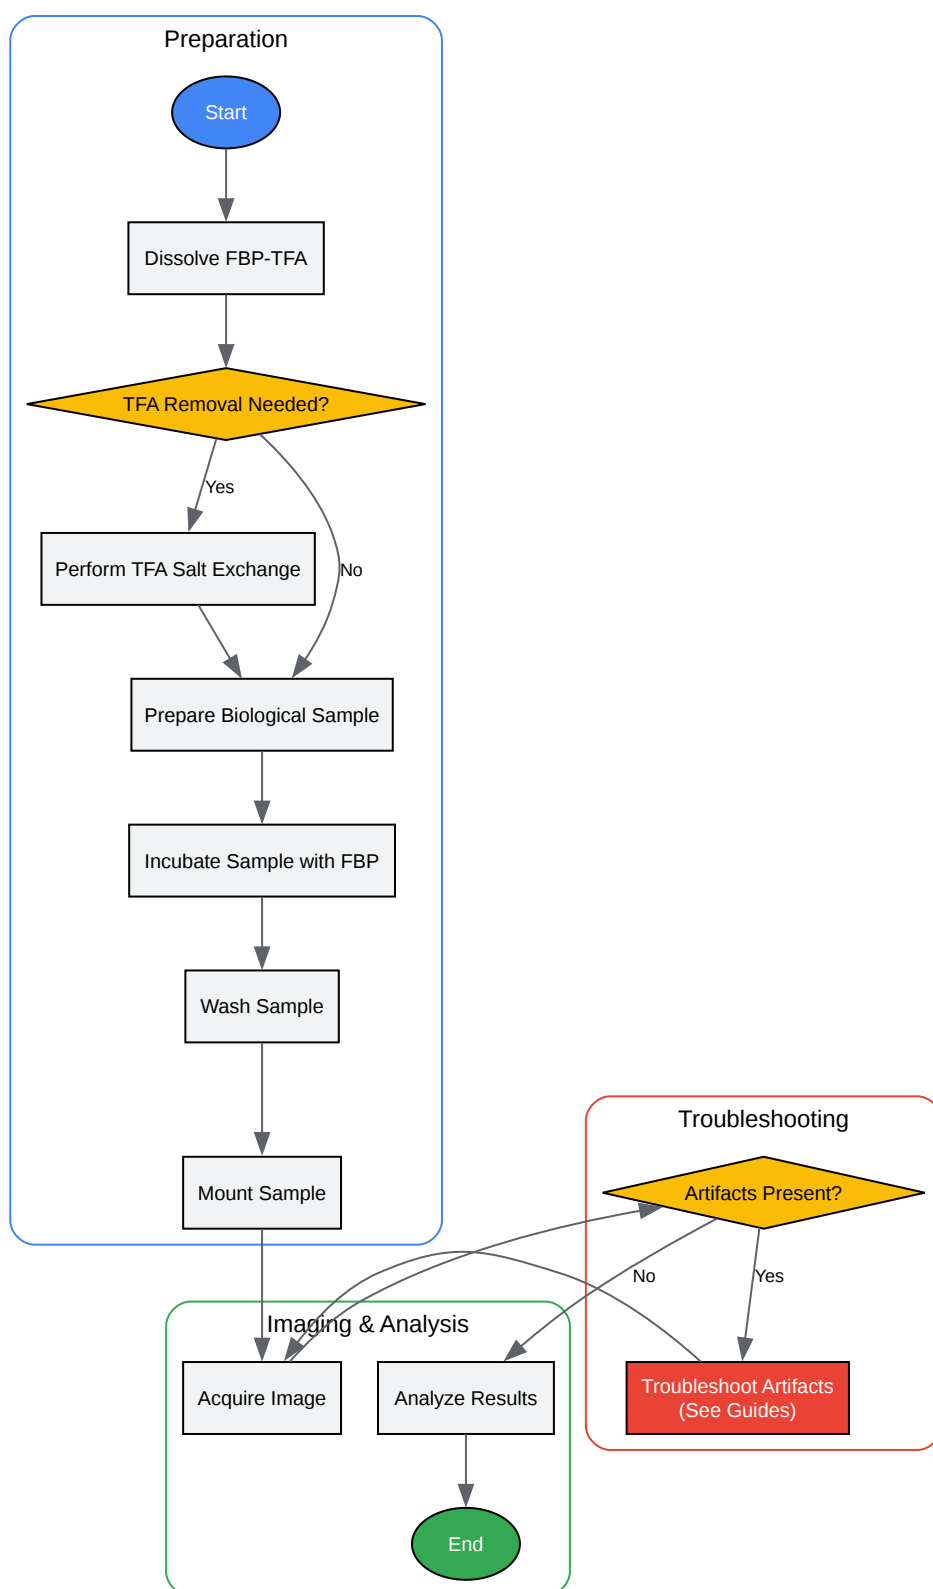 Preparation
Start
Dissolve FBP-TFA
TFA Removal Needed?
Yes
No
Perform TFA Salt Exchange
Prepare Biological Sample
Incubate Sample with FBP
Wash Sample
Mount Sample
Troubleshooting
Artifacts Present?
No
Yes
Imaging & Analysis
Acquire Image
Analyze Results
Troubleshoot Artifacts
(See Guides)
End